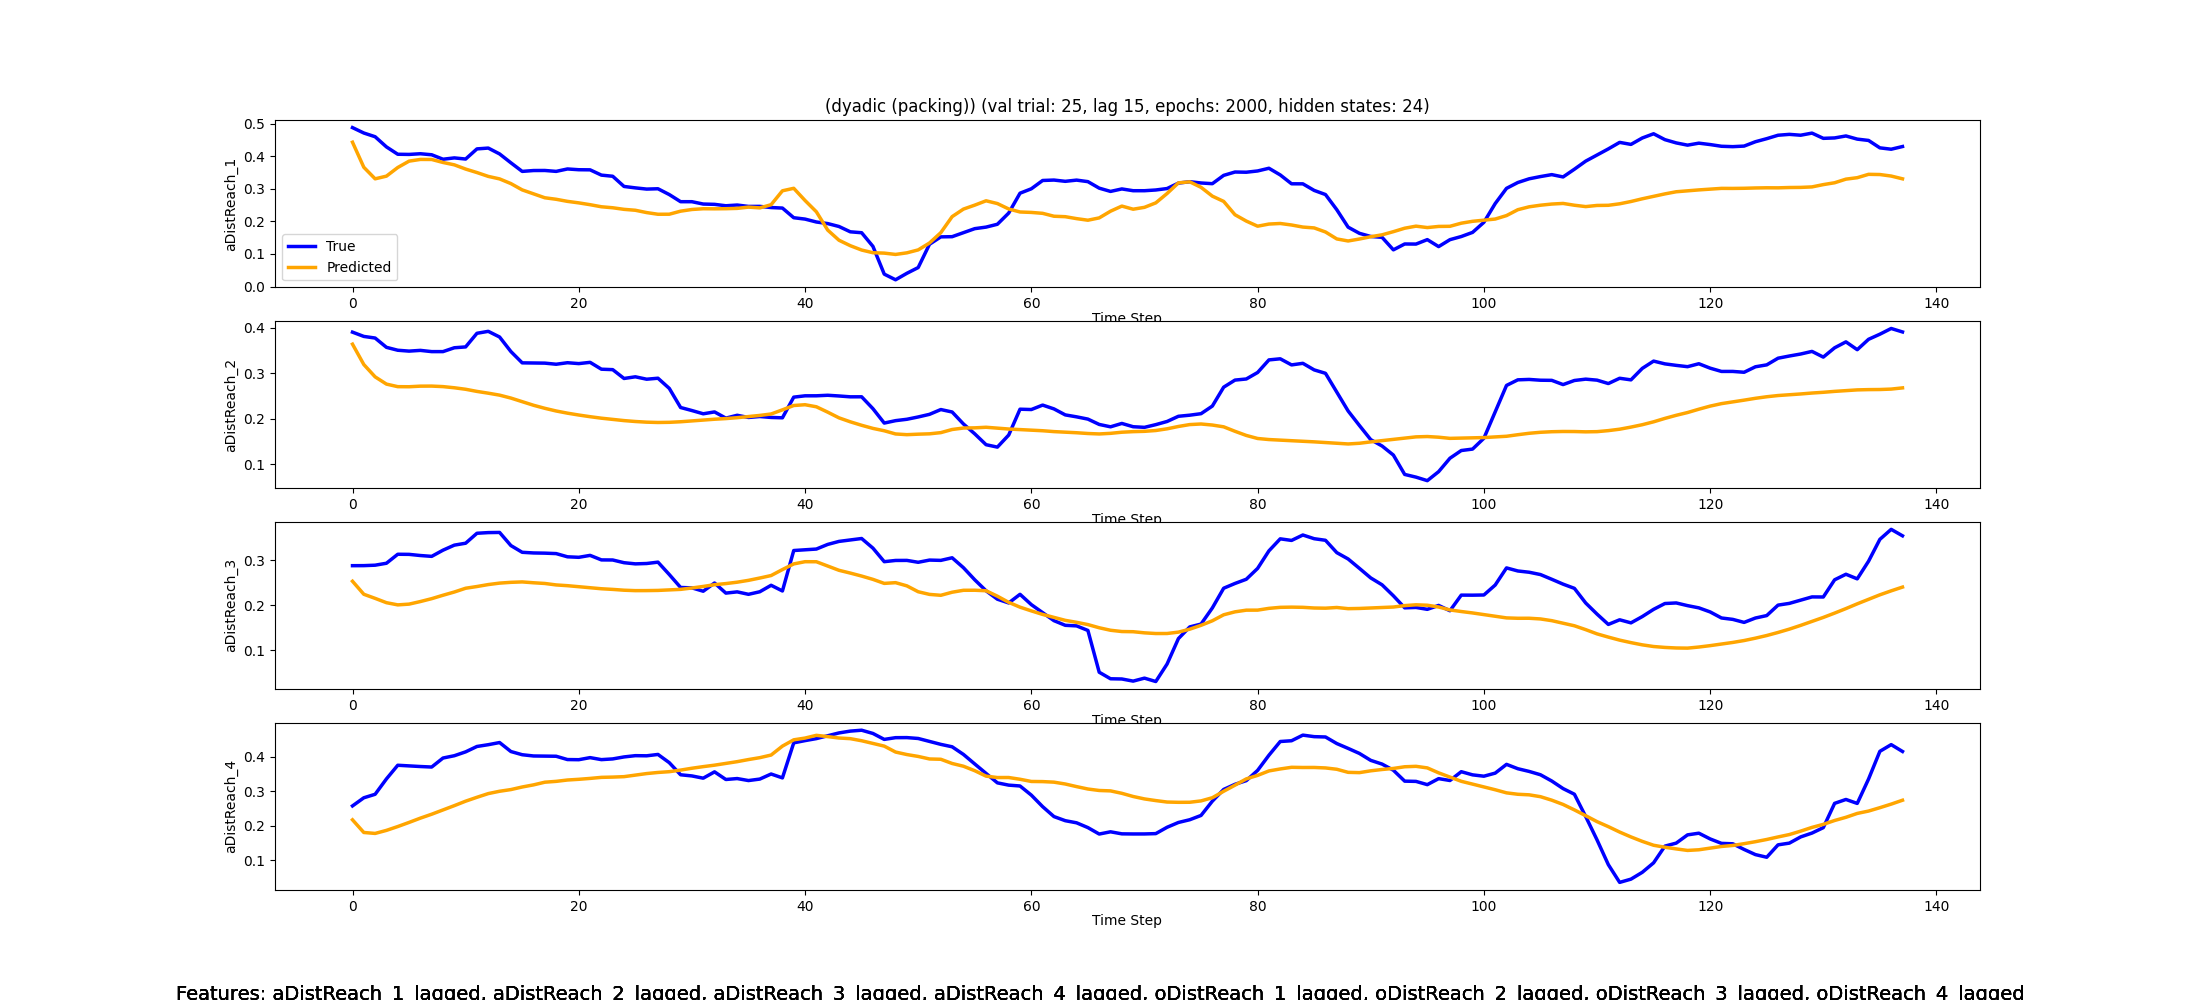 (dyadic (packing)) (val trial: 25, lag 15, epochs: 2000, hidden states: 24)
aDistReach_1
0.5
0.4
0.3
0.2
0.1
0.0
True
Predicted
0 20 40 60 80 100 120 140
Time Step
aDistReach_2
0.4
0.3
0.2
0.1
0 20 40 60 80 100 120 140
Time Step
aDistReach_3
0.3
0.2
0.1
0 20 40 60 80 100 120 140
Time Step
aDistReach_4
0.4
0.3
0.2
0.1
0 20 40 60 80 100 120 140
Time Step
Features: aDistReach_1_lagged, aDistReach_2_lagged, aDistReach_3_lagged, aDistReach_4_lagged, oDistReach_1_lagged, oDistReach_2_lagged, oDistReach_3_lagged, oDistReach_4_lagged